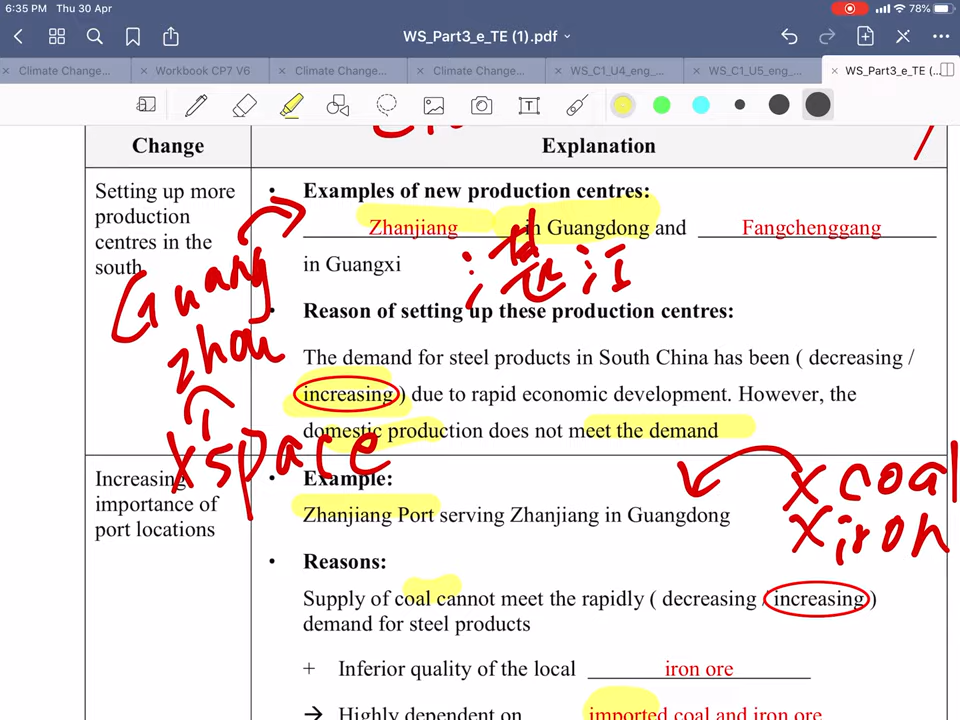 6:35 PM Thu 30 Apr
78%
WS_Part3_e_TE (1).pdf
Climate Change...
Workbook CP7 V6
Climate Change...
Climate Change...
WS_C1_U4_eng_...
WS_C1_U5_eng_...
WS_Part3_e_TE (...
Change
Explanation
Setting up more
production
centres in the
south
• Examples of new production centres:
Zhanjiang in Guangdong and Fangchenggang
in Guangxi
湛江
Guang
zhou
x space
• Reason of setting up these production centres:
The demand for steel products in South China has been ( decreasing /
increasing ) due to rapid economic development. However, the
domestic production does not meet the demand
x coal
x iron
Increasing
importance of
port locations
• Example:
Zhanjiang Port serving Zhanjiang in Guangdong
• Reasons:
Supply of coal cannot meet the rapidly ( decreasing / increasing )
demand for steel products
+ Inferior quality of the local iron ore
→ Highly dependent on imported coal and iron ore